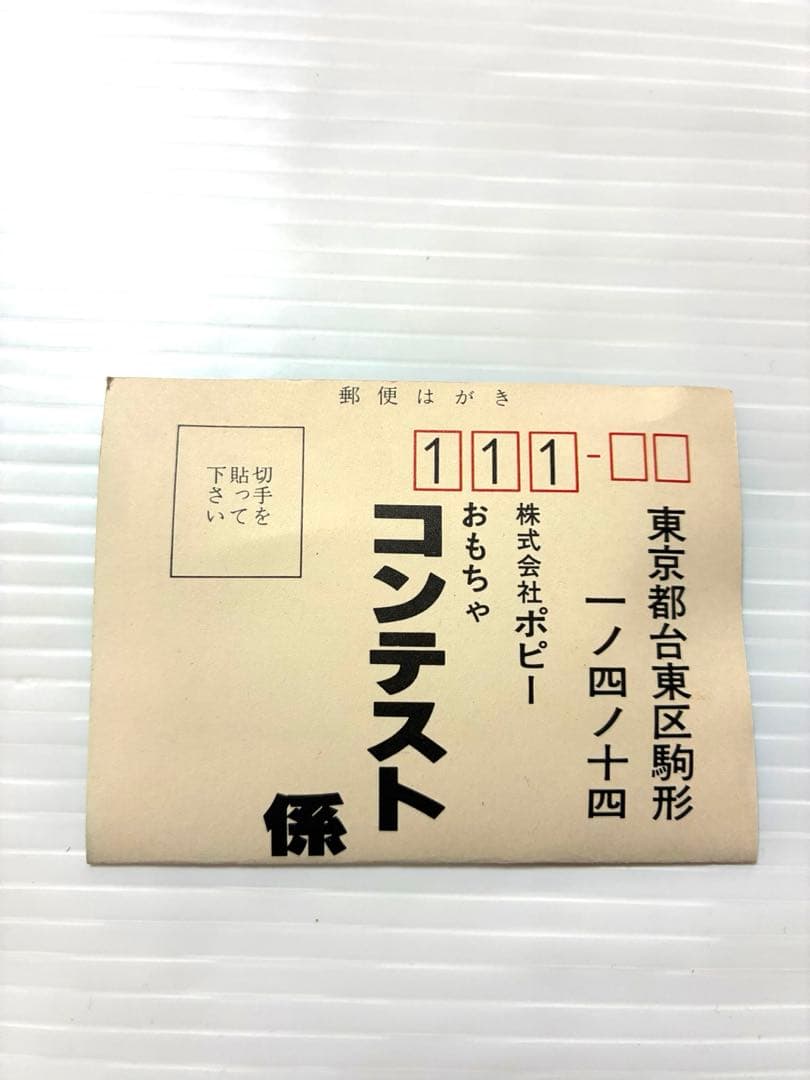 郵便はがき
111-
東京都台東区駒形
一ノ四ノ十四
株式会社ポピー
おもちゃ
コンテスト
係
切手を
貼って
下さい